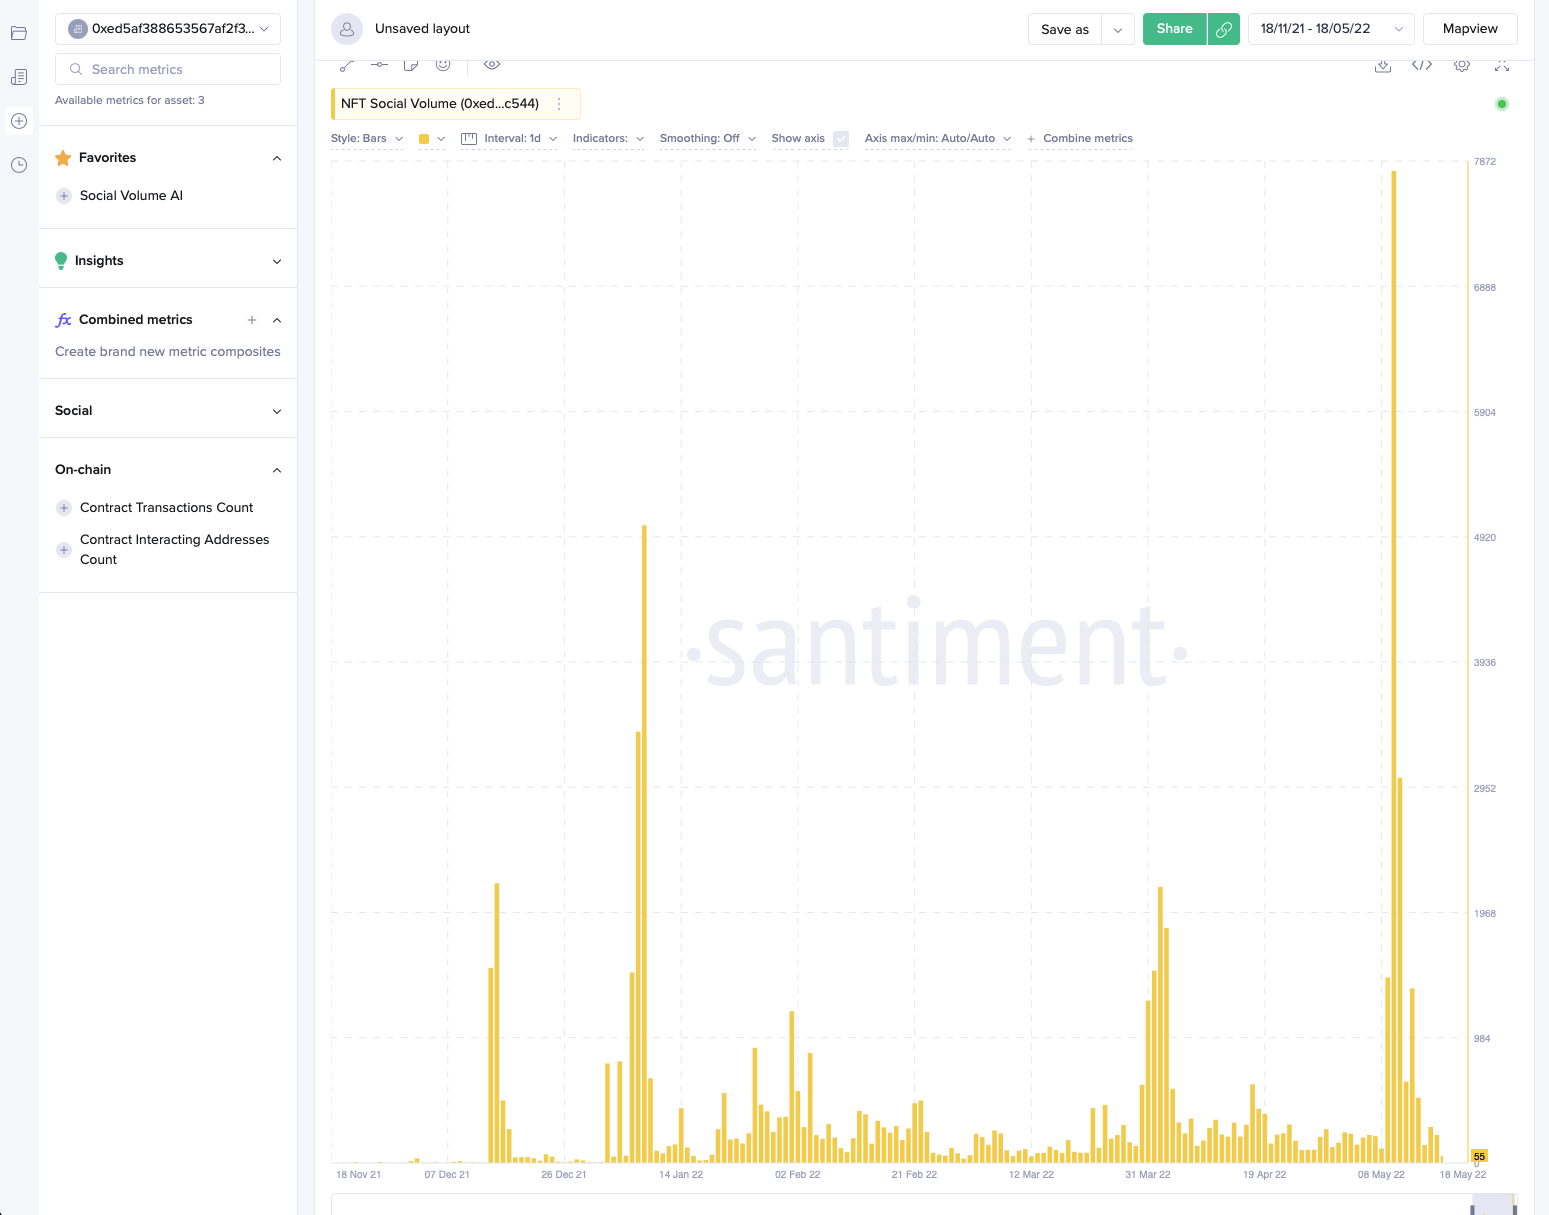 0xed5af388653567af2f3...
Search metrics
Available metrics for asset: 3
Favorites
Social Volume AI
Insights
fx Combined metrics
Create brand new metric composites
Social
On-chain
Contract Transactions Count
Contract Interacting Addresses
Count
Unsaved layout
Save as
Share
18/11/21 - 18/05/22
Mapview
NFT Social Volume (0xed...c544)
Style: Bars
Interval: 1d
Indicators:
Smoothing: Off
Show axis
Axis max/min: Auto/Auto
+ Combine metrics
7872
6888
5904
4920
3936
2952
1968
984
55
0
·santiment·
18 Nov 21
07 Dec 21
26 Dec 21
14 Jan 22
02 Feb 22
21 Feb 22
12 Mar 22
31 Mar 22
19 Apr 22
08 May 22
18 May 22